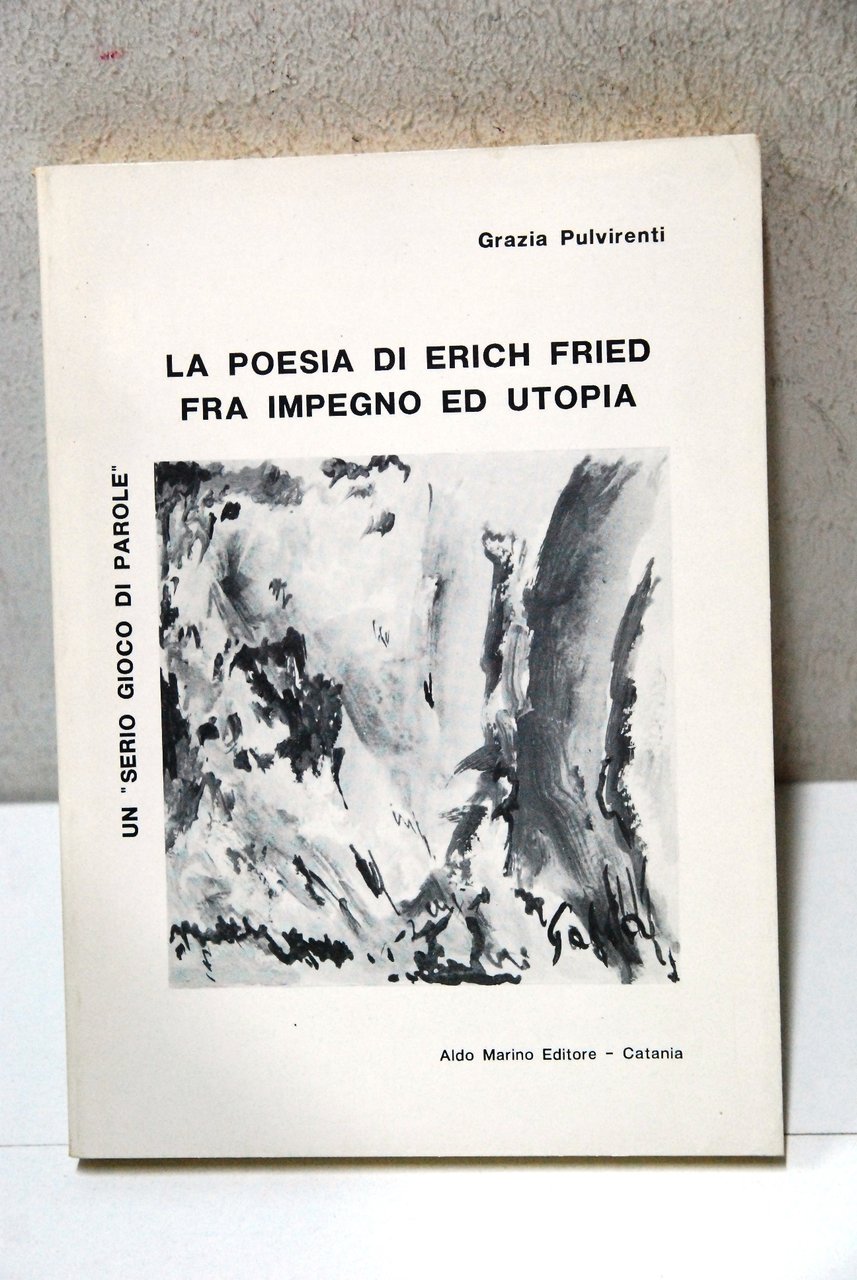 Grazia Pulvirenti
LA POESIA DI ERICH FRIED
FRA IMPEGNO ED UTOPIA
UN "SERIO GIOCO DI PAROLE"
Aldo Marino Editore - Catania